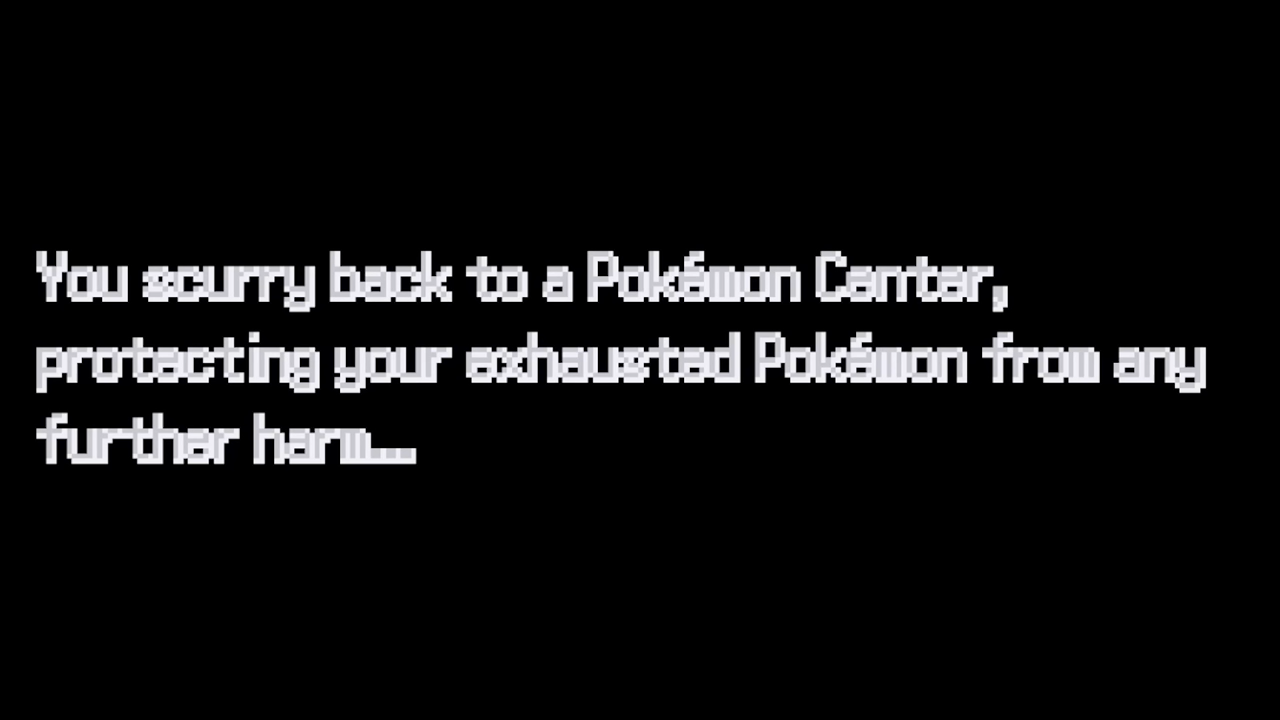 You scurry back to a Pokémon Center,
protecting your exhausted Pokémon from any
further harm...